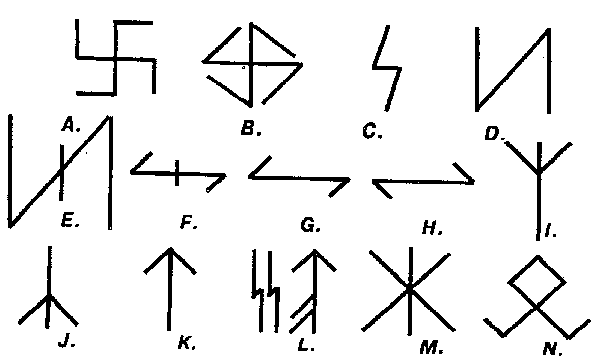 A. B. C. D.
E. F. G. H. I.
J. K. L. M. N.